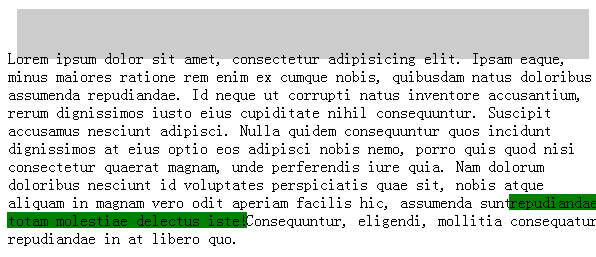 Lorem ipsum dolor sit amet, consectetur adipisicing elit. Ipsam eaque,
minus maiores ratione rem enim ex cumque nobis, quibusdam natus doloribus
assumenda repudiandae. Id neque ut corrupti natus inventore accusantium,
rerum dignissimos iusto eius cupiditate nihil consequuntur. Suscipit
accusamus nesciunt adipisci. Nulla quidem consequuntur quos incidunt
dignissimos at eius optio eos adipisci nobis nemo, porro quis quod nisi
consectetur quaerat magnam, unde perferendis iure quia. Nam dolorum
doloribus nesciunt id voluptates perspiciatis quae sit, nobis atque
aliquam in magnam vero odit aperiam facilis hic, assumenda suntrepudiandae
totam molestiae delectus iste!Consequuntur, eligendi, mollitia consequatur
repudiandae in at libero quo.